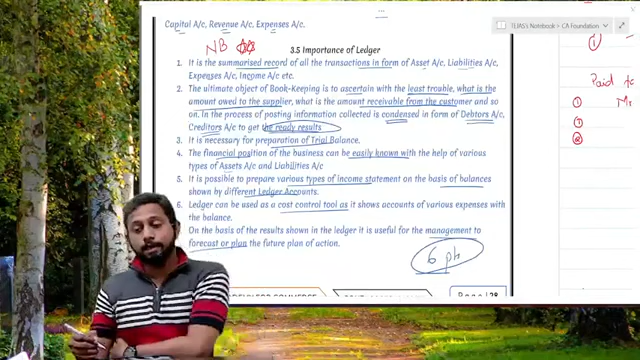 ...
TEJAS's Notebook > CA Foundation
Capital A/c, Revenue A/c, Expenses A/c.
NB
3.5 Importance of Ledger
1. It is the summarised record of all the transactions in form of Asset A/c, Liabilities A/c,
Expenses A/c, Income A/c etc.
2. The ultimate object of Book-Keeping is to ascertain with the least trouble, what is the
amount owed to the supplier, what is the amount receivable from the customer and so
on. In the process of posting information collected is condensed in form of Debtors A/c,
Creditors A/c to get the ready results
3. It is necessary for preparation of Trial Balance.
4. The financial position of the business can be easily known with the help of various
types of Assets A/c and Liabilities A/c
5. It is possible to prepare various types of income statement on the basis of balances
shown by different Ledger Accounts.
6. Ledger can be used as a cost control tool as it shows accounts of various expenses with
the balance.
On the basis of the results shown in the ledger it is useful for the management to
forecast or plan the future plan of action.
6 pts
28
①
Paid to
① Mr
①
②